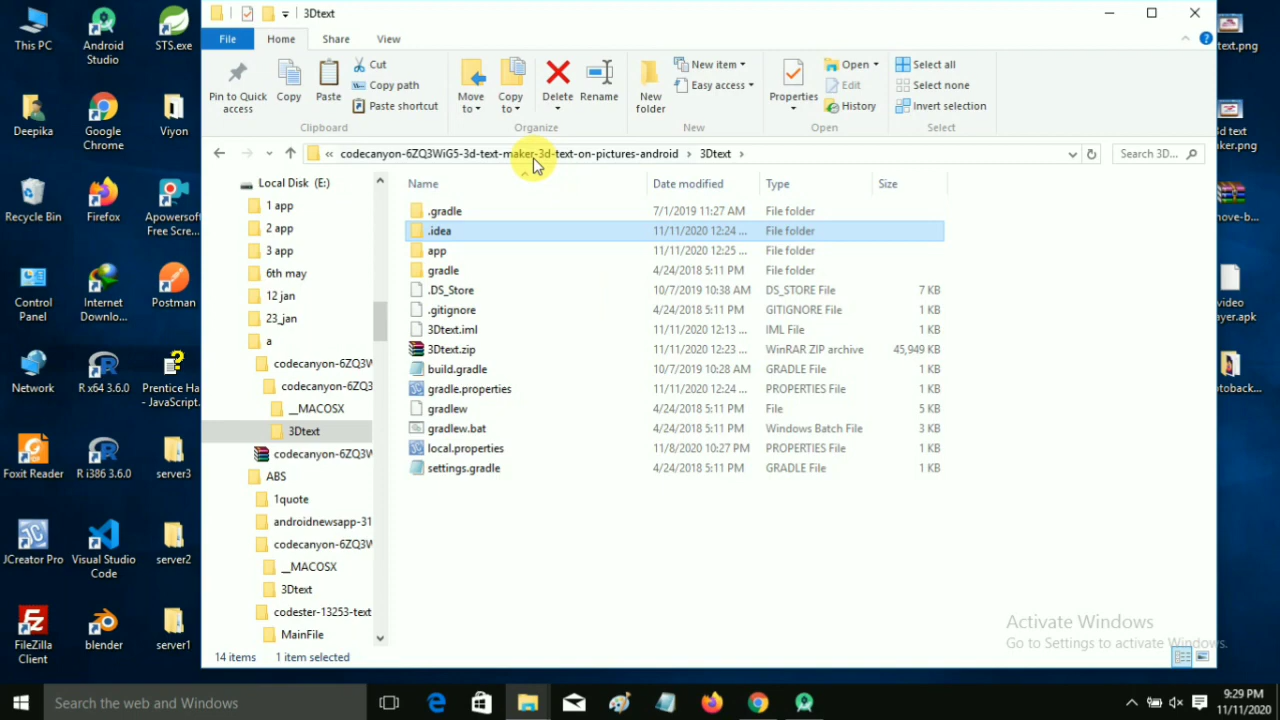 This PC
Android Studio
STS.exe
Deepika
Google Chrome
Viyon
Recycle Bin
Firefox
Apowersoft Free Scre...
Control Panel
Internet Downlo...
Postman
Network
R x64 3.6.0
Prentice Ha - JavaScript.
Foxit Reader
R i386 3.6.0
server3
JCreator Pro
Visual Studio Code
server2
FileZilla Client
blender
server1
3Dtext
File
Home
Share
View
Pin to Quick access
Copy
Paste
Cut
Copy path
Paste shortcut
Clipboard
Move to
Copy to
Delete
Rename
Organize
New folder
New item
Easy access
New
Properties
Open
Edit
History
Open
Select all
Select none
Invert selection
Select
« codecanyon-6ZQ3WiG5-3d-text-maker-3d-text-on-pictures-android > 3Dtext >
Search 3D...
Local Disk (E:)
1 app
2 app
3 app
6th may
12 jan
23_jan
a
codecanyon-6ZQ3W
codecanyon-6ZQ3
__MACOSX
3Dtext
codecanyon-6ZQ3W
ABS
1quote
androidnewsapp-31
codecanyon-6ZQ3W
__MACOSX
3Dtext
codester-13253-text
MainFile
Name Date modified Type Size
.gradle 7/1/2019 11:27 AM File folder
.idea 11/11/2020 12:24 ... File folder
app 11/11/2020 12:25 ... File folder
gradle 4/24/2018 5:11 PM File folder
.DS_Store 10/7/2019 10:38 AM DS_STORE File 7 KB
.gitignore 4/24/2018 5:11 PM GITIGNORE File 1 KB
3Dtext.iml 11/11/2020 12:13 ... IML File 1 KB
3Dtext.zip 11/11/2020 12:23 ... WinRAR ZIP archive 45,949 KB
build.gradle 10/7/2019 10:28 AM GRADLE File 1 KB
gradle.properties 11/11/2020 12:24 ... PROPERTIES File 1 KB
gradlew 4/24/2018 5:11 PM File 5 KB
gradlew.bat 4/24/2018 5:11 PM Windows Batch File 3 KB
local.properties 11/8/2020 10:27 PM PROPERTIES File 1 KB
settings.gradle 4/24/2018 5:11 PM GRADLE File 1 KB
14 items 1 item selected
text.png
3d text
ker.png
ove-b...
video
ayer.apk
otoback...
Activate Windows
Go to Settings to activate Windows.
Search the web and Windows
9:29 PM
11/11/2020